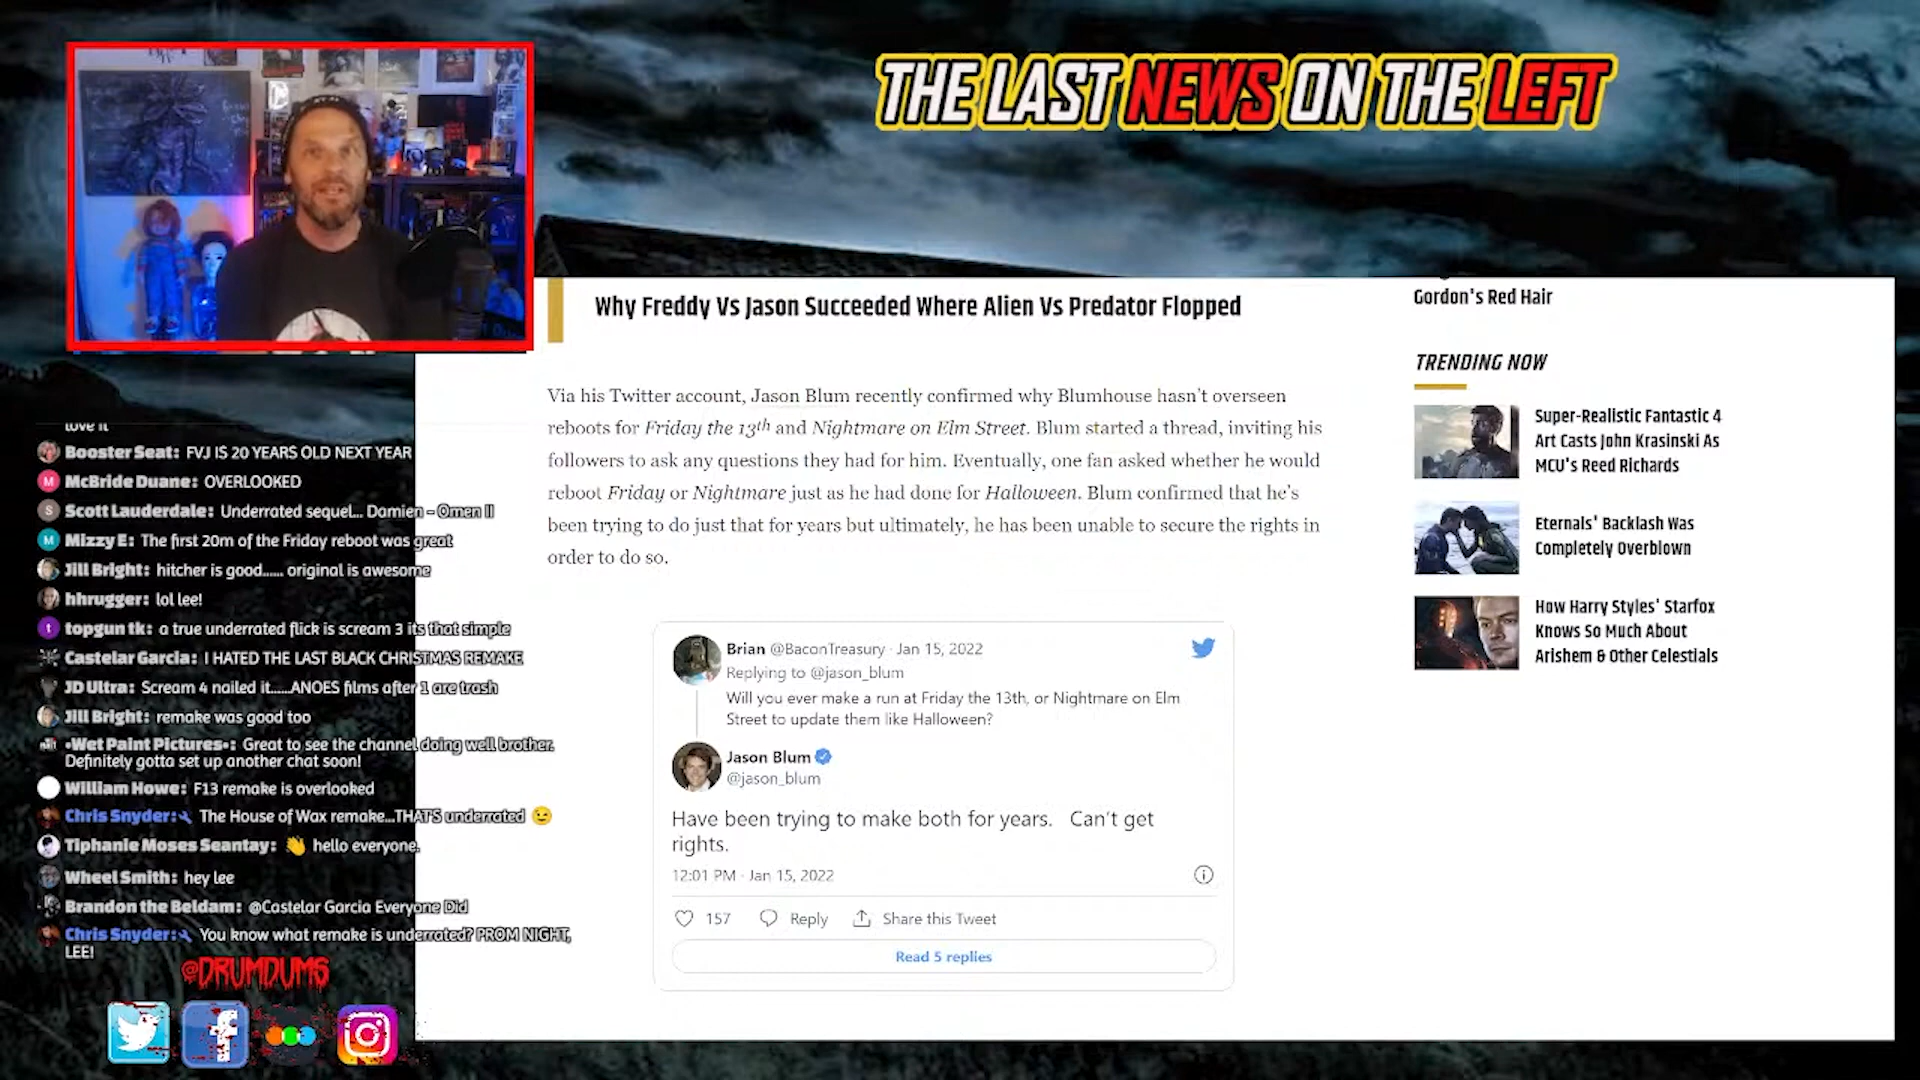 THE LAST NEWS ON THE LEFT
Why Freddy Vs Jason Succeeded Where Alien Vs Predator Flopped
Via his Twitter account, Jason Blum recently confirmed why Blumhouse hasn't overseen
reboots for Friday the 13th and Nightmare on Elm Street. Blum started a thread, inviting his
followers to ask any questions they had for him. Eventually, one fan asked whether he would
reboot Friday or Nightmare just as he had done for Halloween. Blum confirmed that he's
been trying to do just that for years but ultimately, he has been unable to secure the rights in
order to do so.
Brian @BaconTreasury · Jan 15, 2022
Replying to @jason_blum
Will you ever make a run at Friday the 13th, or Nightmare on Elm
Street to update them like Halloween?
Jason Blum
@jason_blum
Have been trying to make both for years. Can't get
rights.
12:01 PM · Jan 15, 2022
157 Reply Share this Tweet
Read 5 replies
Gordon's Red Hair
TRENDING NOW
Super-Realistic Fantastic 4
Art Casts John Krasinski As
MCU's Reed Richards
Eternals' Backlash Was
Completely Overblown
How Harry Styles' Starfox
Knows So Much About
Arishem & Other Celestials
love it
Booster Seat: FVJ IS 20 YEARS OLD NEXT YEAR
M McBride Duane: OVERLOOKED
S Scott Lauderdale: Underrated sequel... Damien - Omen II
M Mizzy E: The first 20m of the Friday reboot was great
Jill Bright: hitcher is good...... original is awesome
hhrugger: lol lee!
t topgun tk: a true underrated flick is scream 3 its that simple
Castelar Garcia: I HATED THE LAST BLACK CHRISTMAS REMAKE
JD Ultra: Scream 4 nailed it......ANOES films after 1 are trash
Jill Bright: remake was good too
•Wet Paint Pictures•: Great to see the channel doing well brother.
Definitely gotta set up another chat soon!
William Howe: F13 remake is overlooked
Chris Snyder: The House of Wax remake...THAT'S underrated 😉
Tiphanie Moses Seantay: 👋 hello everyone.
Wheel Smith: hey lee
Brandon the Beldam: @Castelar Garcia Everyone Did
Chris Snyder: You know what remake is underrated? PROM NIGHT,
LEE!
@DRUMDUMS